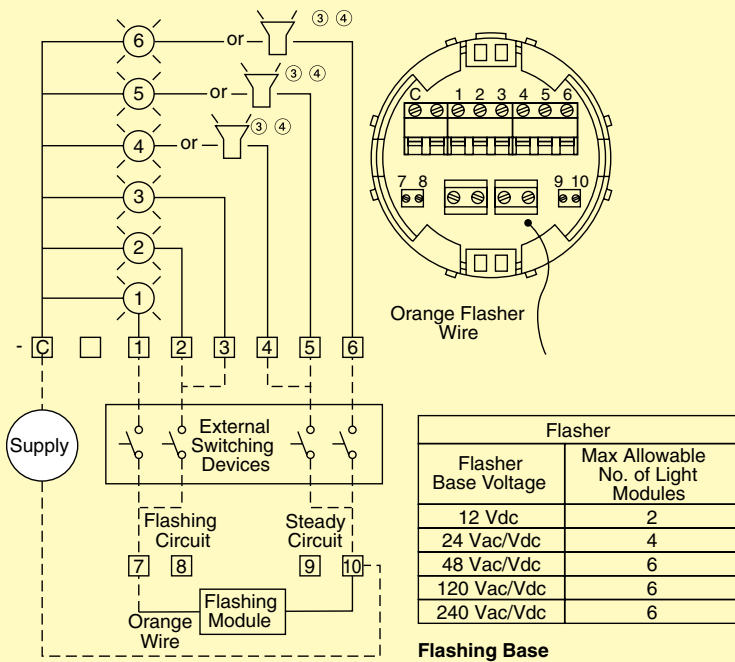 ③ ④
6 or
③ ④
5 or
③ ④
4 or
3
2
1
- C 1 2 3 4 5 6
Supply
External
Switching
Devices
Flashing
Circuit
Steady
Circuit
7 8 9 10
Orange
Wire
Flashing
Module
C 1 2 3 4 5 6
7 8 9 10
Orange Flasher
Wire
Flasher
Flasher
Base Voltage
Max Allowable
No. of Light
Modules
12 Vdc 2
24 Vac/Vdc 4
48 Vac/Vdc 6
120 Vac/Vdc 6
240 Vac/Vdc 6
Flashing Base